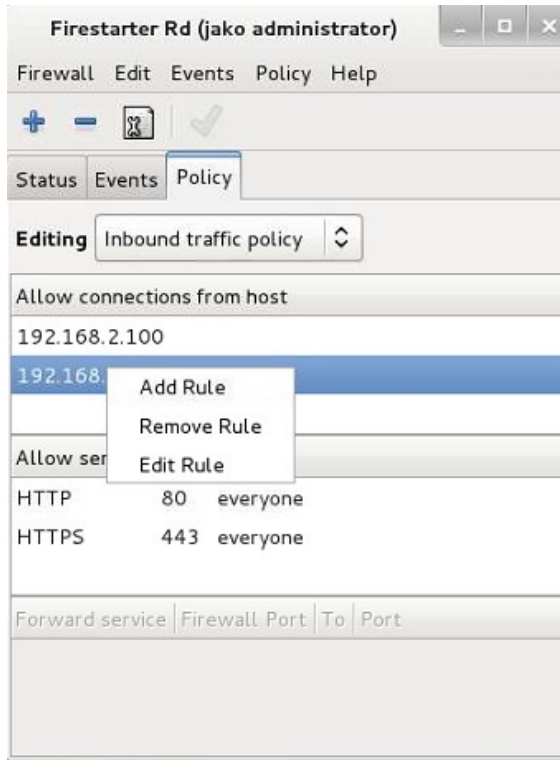 Firestarter Rd (jako administrator)
Firewall Edit Events Policy Help
Status Events Policy
Editing Inbound traffic policy
Allow connections from host
192.168.2.100
192.168.
Add Rule
Remove Rule
Edit Rule
Allow ser
HTTP 80 everyone
HTTPS 443 everyone
Forward service Firewall Port To Port